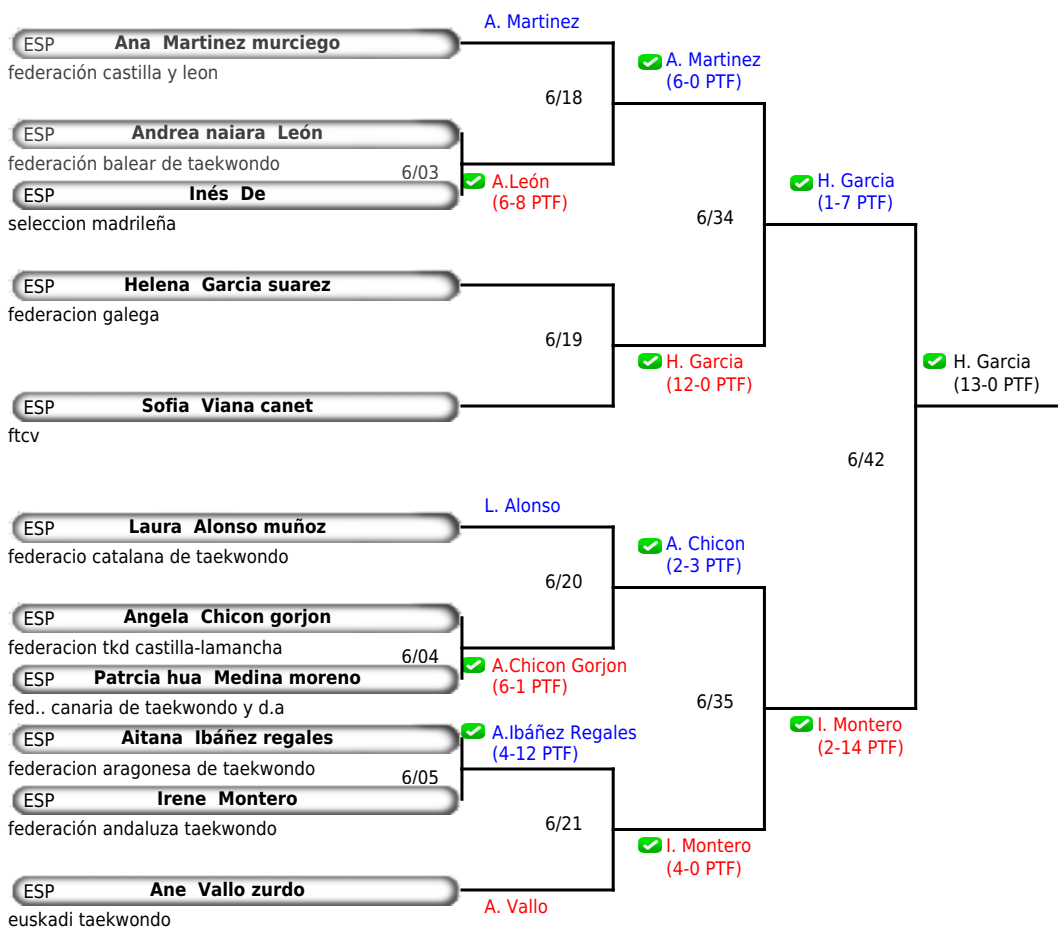 A. Martinez
ESP Ana Martinez murciego
federación castilla y leon
A. Martinez
(6-0 PTF)
6/18
ESP Andrea naiara León
federación balear de taekwondo
6/03
A.León
(6-8 PTF)
ESP Inés De
seleccion madrileña
H. Garcia
(1-7 PTF)
6/34
ESP Helena Garcia suarez
federacion galega
6/19
H. Garcia
(12-0 PTF)
H. Garcia
(13-0 PTF)
ESP Sofia Viana canet
ftcv
6/42
L. Alonso
ESP Laura Alonso muñoz
federacio catalana de taekwondo
A. Chicon
(2-3 PTF)
6/20
ESP Angela Chicon gorjon
federacion tkd castilla-lamancha
6/04
A.Chicon Gorjon
(6-1 PTF)
ESP Patrcia hua Medina moreno
fed.. canaria de taekwondo y d.a
6/35
I. Montero
(2-14 PTF)
ESP Aitana Ibáñez regales
federacion aragonesa de taekwondo
A.Ibáñez Regales
(4-12 PTF)
6/05
ESP Irene Montero
federación andaluza taekwondo
6/21
I. Montero
(4-0 PTF)
ESP Ane Vallo zurdo
euskadi taekwondo
A. Vallo